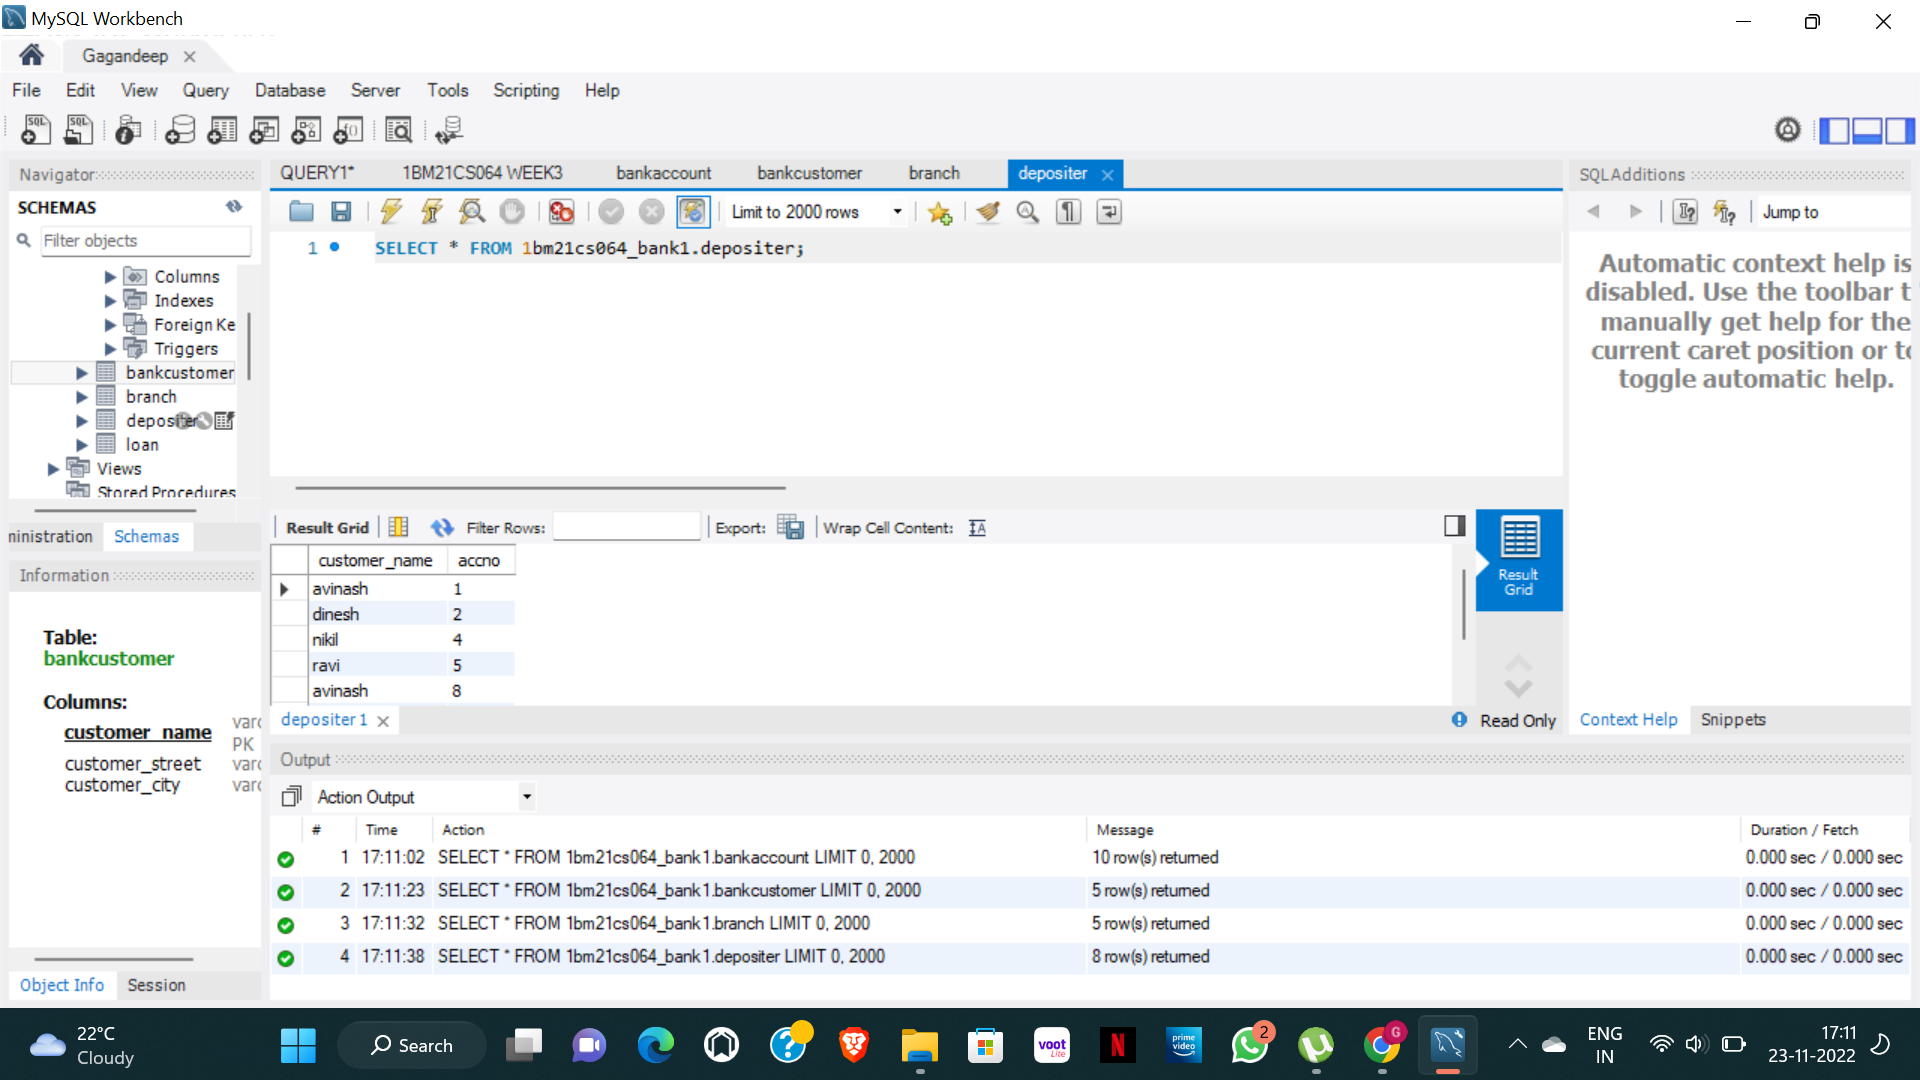 MySQL Workbench
Gagandeep
File Edit View Query Database Server Tools Scripting Help
Navigator
SCHEMAS
Filter objects
Columns
Indexes
Foreign Ke
Triggers
bankcustomer
branch
depositer
loan
Views
Stored Procedures
ninistration Schemas
Information
Table:
bankcustomer
Columns:
customer_name varc
PK
customer_street varc
customer_city varc
Object Info Session
QUERY1* 1BM21CS064 WEEK3 bankaccount bankcustomer branch depositer
Limit to 2000 rows
1 SELECT * FROM 1bm21cs064_bank1.depositer;
Result Grid Filter Rows: Export: Wrap Cell Content:
customer_name accno
avinash 1
dinesh 2
nikil 4
ravi 5
avinash 8
Result
Grid
depositer 1 Read Only
SQLAdditions
Jump to
Automatic context help is
disabled. Use the toolbar t
manually get help for the
current caret position or to
toggle automatic help.
Context Help Snippets
Output
Action Output
# Time Action Message Duration / Fetch
1 17:11:02 SELECT * FROM 1bm21cs064_bank1.bankaccount LIMIT 0, 2000 10 row(s) returned 0.000 sec / 0.000 sec
2 17:11:23 SELECT * FROM 1bm21cs064_bank1.bankcustomer LIMIT 0, 2000 5 row(s) returned 0.000 sec / 0.000 sec
3 17:11:32 SELECT * FROM 1bm21cs064_bank1.branch LIMIT 0, 2000 5 row(s) returned 0.000 sec / 0.000 sec
4 17:11:38 SELECT * FROM 1bm21cs064_bank1.depositer LIMIT 0, 2000 8 row(s) returned 0.000 sec / 0.000 sec
22°C
Cloudy
Search
voot
Lite
N
prime
video
2
G
ENG
IN
17:11
23-11-2022